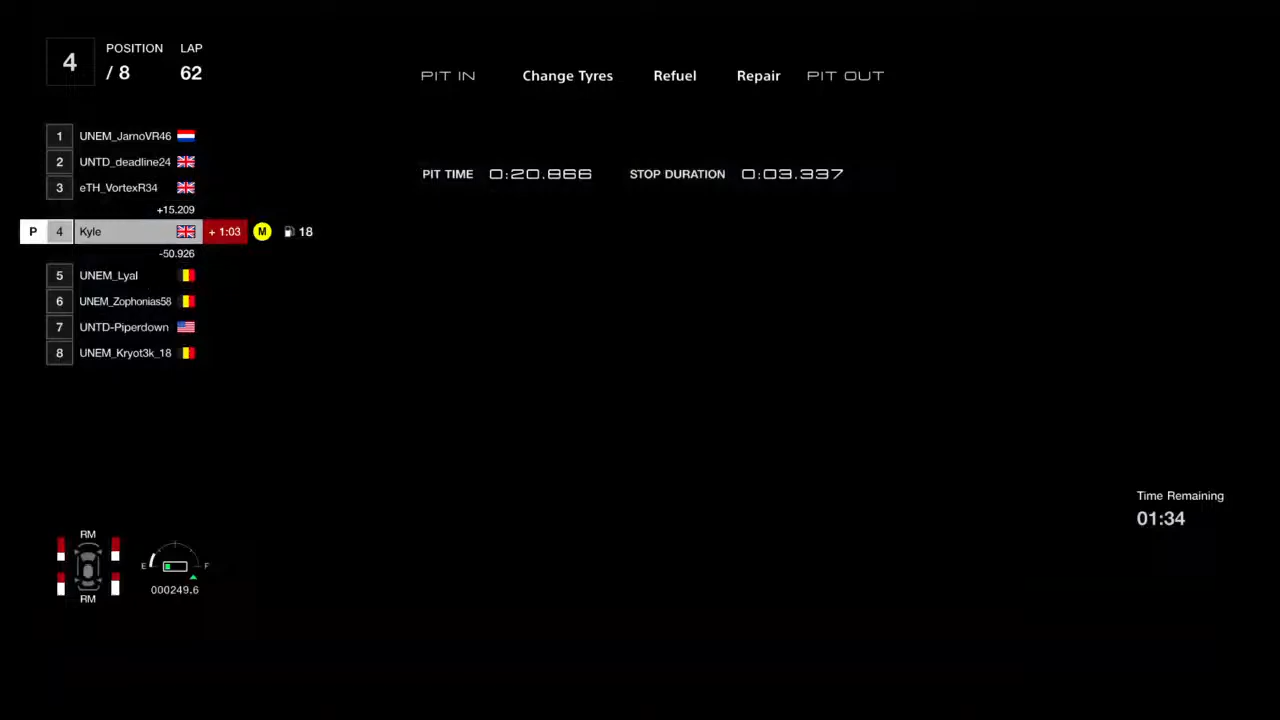 4 POSITION / 8 LAP 62
PIT IN Change Tyres Refuel Repair PIT OUT
PIT TIME 0:20.866 STOP DURATION 0:03.337
1 UNEM_JarnoVR46
2 UNTD_deadline24
3 eTH_VortexR34
+15.209
P 4 Kyle + 1:03 M 18
-50.926
5 UNEM_Lyal
6 UNEM_Zophonias58
7 UNTD-Piperdown
8 UNEM_Kryot3k_18
Time Remaining
01:34
RM
E F
000249.6
RM